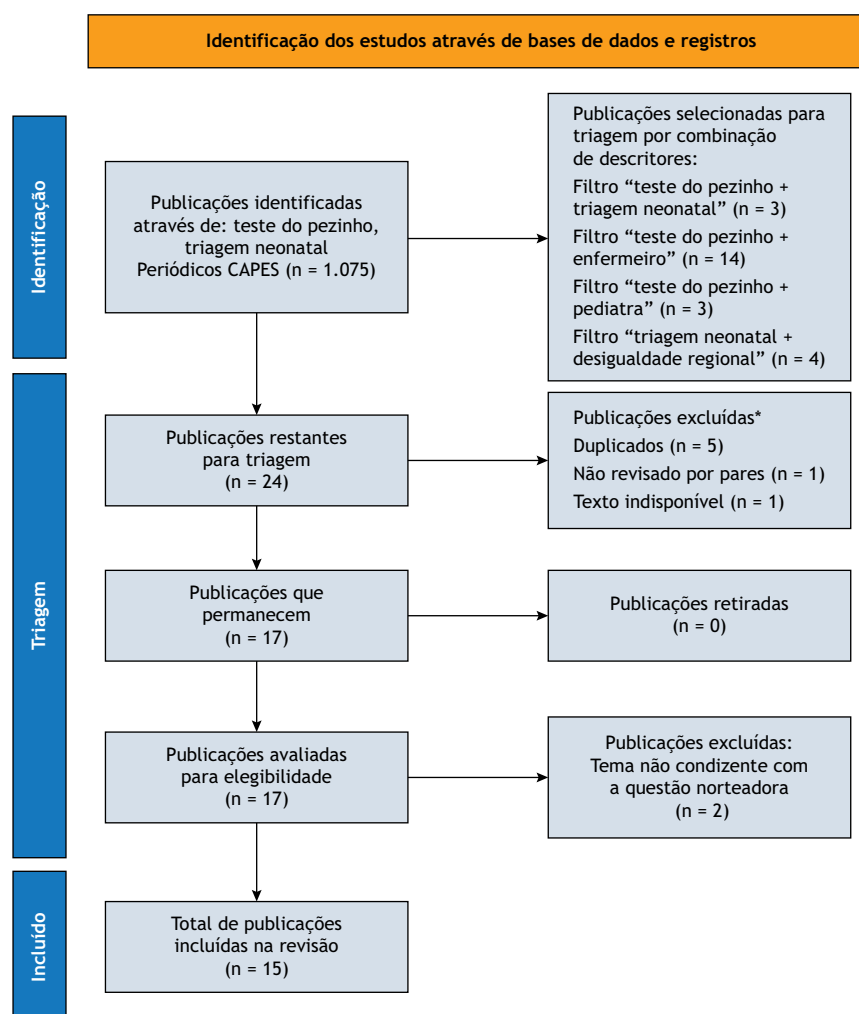 Identificação dos estudos através de bases de dados e registros
Identificação
Publicações identificadas
através de: teste do pezinho,
triagem neonatal
Periódicos CAPES (n = 1.075)
Publicações selecionadas para
triagem por combinação
de descritores:
Filtro “teste do pezinho +
triagem neonatal” (n = 3)
Filtro “teste do pezinho +
enfermeiro” (n = 14)
Filtro “teste do pezinho +
pediatra” (n = 3)
Filtro “triagem neonatal +
desigualdade regional” (n = 4)
Triagem
Publicações restantes
para triagem
(n = 24)
Publicações excluídas*
Duplicados (n = 5)
Não revisado por pares (n = 1)
Texto indisponível (n = 1)
Publicações que
permanecem
(n = 17)
Publicações retiradas
(n = 0)
Publicações avaliadas
para elegibilidade
(n = 17)
Publicações excluídas:
Tema não condizente com
a questão norteadora
(n = 2)
Incluído
Total de publicações
incluídas na revisão
(n = 15)